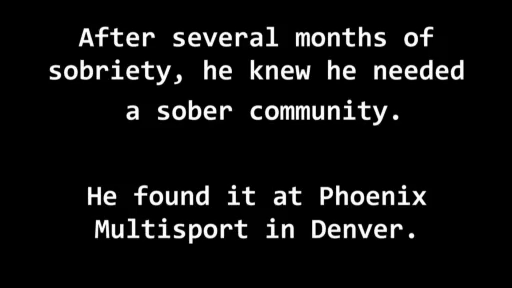 After several months of
sobriety, he knew he needed
a sober community.
He found it at Phoenix
Multisport in Denver.